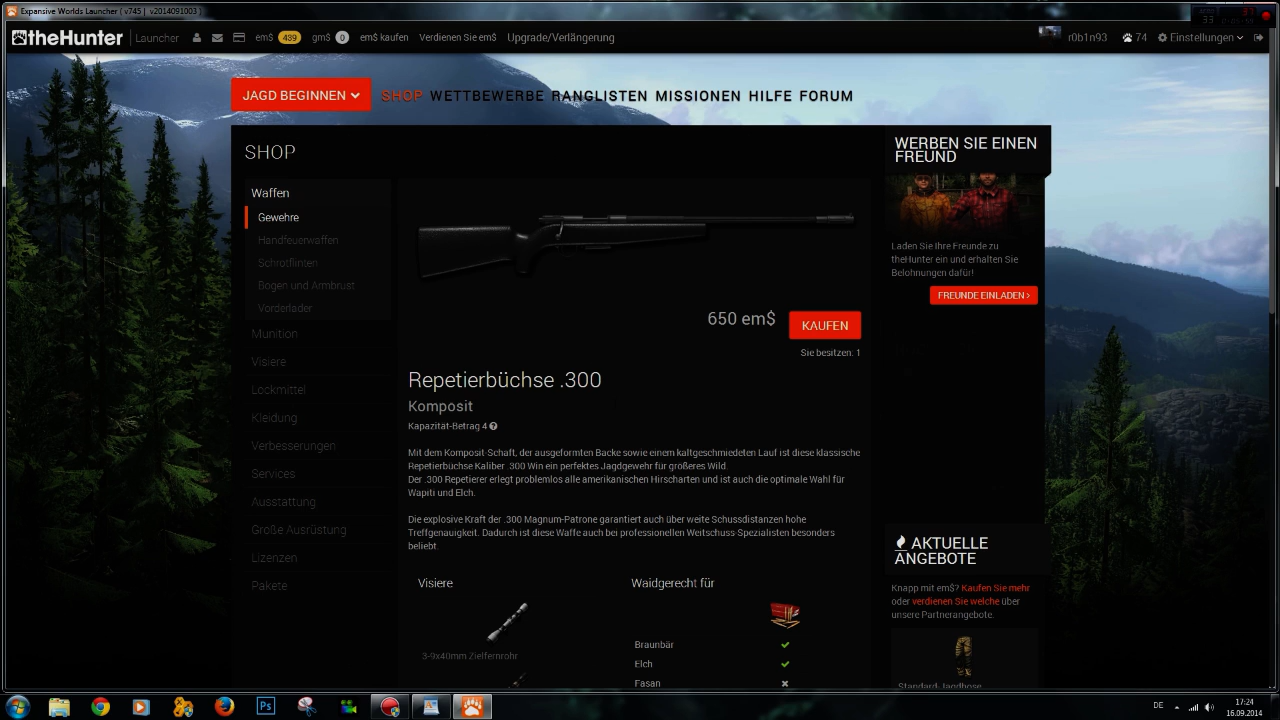 Expansive Worlds Launcher ( v745 | v2014091003 )
theHunter Launcher em$ 439 gm$ 0 em$ kaufen Verdienen Sie em$ Upgrade/Verlängerung r0b1n93 74 Einstellungen
JAGD BEGINNEN SHOP WETTBEWERBE RANGLISTEN MISSIONEN HILFE FORUM
SHOP
Waffen
Gewehre
Handfeuerwaffen
Schrotflinten
Bogen und Armbrust
Vorderlader
Munition
Visiere
Lockmittel
Kleidung
Verbesserungen
Services
Ausstattung
Große Ausrüstung
Lizenzen
Pakete
650 em$ KAUFEN
Sie besitzen: 1
Repetierbüchse .300
Komposit
Kapazität-Betrag 4
Mit dem Komposit-Schaft, der ausgeformten Backe sowie einem kaltgeschmiedeten Lauf ist diese klassische
Repetierbüchse Kaliber .300 Win ein perfektes Jagdgewehr für großeres Wild.
Der .300 Repetierer erlegt problemlos alle amerikanischen Hirscharten und ist auch die optimale Wahl für
Wapiti und Elch.
Die explosive Kraft der .300 Magnum-Patrone garantiert auch über weite Schussdistanzen hohe
Treffgenauigkeit. Dadurch ist diese Waffe auch bei professionellen Weitschuss-Spezialisten besonders
beliebt.
Visiere
3-9x40mm Zielfernrohr
Waidgerecht für
Braunbär
Elch
Fasan
WERBEN SIE EINEN
FREUND
Laden Sie Ihre Freunde zu
theHunter ein und erhalten Sie
Belohnungen dafür!
FREUNDE EINLADEN
AKTUELLE
ANGEBOTE
Knapp mit em$? Kaufen Sie mehr
oder verdienen Sie welche über
unsere Partnerangebote.
Standard-Jagdhose
DE 17:24
16.09.2014